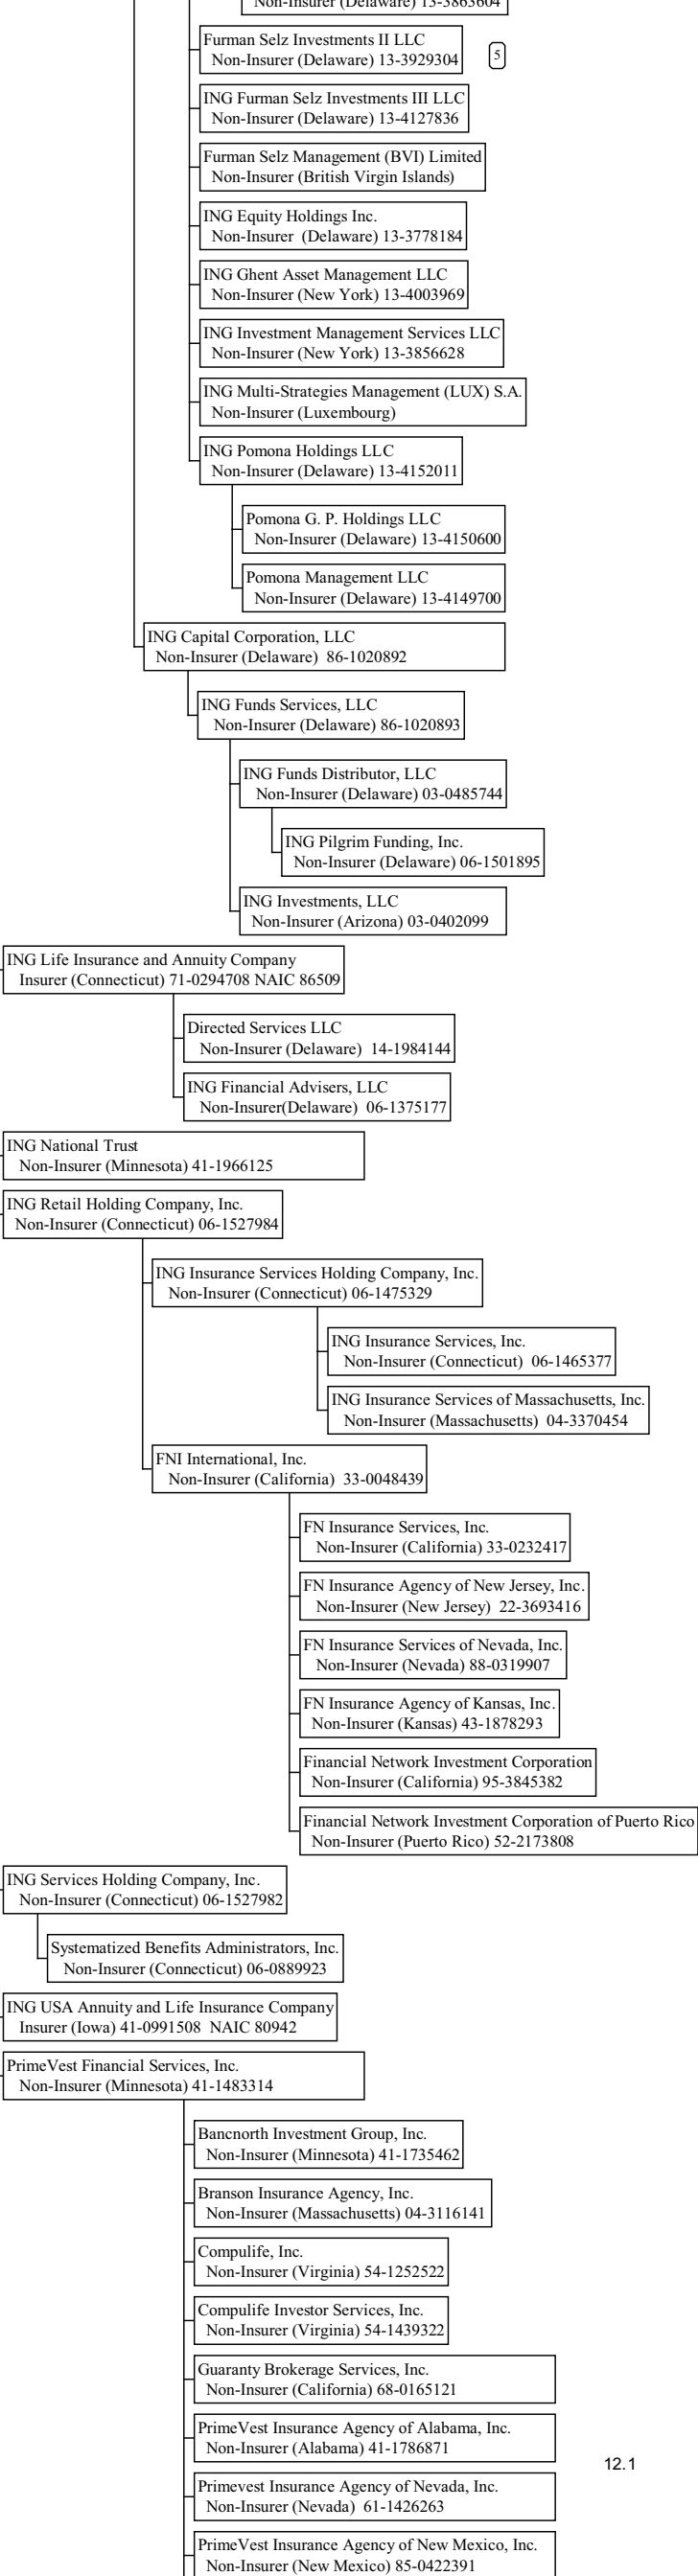 Non-Insurer (Delaware) 13-3863604
Furman Selz Investments II LLC
Non-Insurer (Delaware) 13-3929304
5
ING Furman Selz Investments III LLC
Non-Insurer (Delaware) 13-4127836
Furman Selz Management (BVI) Limited
Non-Insurer (British Virgin Islands)
ING Equity Holdings Inc.
Non-Insurer (Delaware) 13-3778184
ING Ghent Asset Management LLC
Non-Insurer (New York) 13-4003969
ING Investment Management Services LLC
Non-Insurer (New York) 13-3856628
ING Multi-Strategies Management (LUX) S.A.
Non-Insurer (Luxembourg)
ING Pomona Holdings LLC
Non-Insurer (Delaware) 13-4152011
Pomona G. P. Holdings LLC
Non-Insurer (Delaware) 13-4150600
Pomona Management LLC
Non-Insurer (Delaware) 13-4149700
ING Capital Corporation, LLC
Non-Insurer (Delaware) 86-1020892
ING Funds Services, LLC
Non-Insurer (Delaware) 86-1020893
ING Funds Distributor, LLC
Non-Insurer (Delaware) 03-0485744
ING Pilgrim Funding, Inc.
Non-Insurer (Delaware) 06-1501895
ING Investments, LLC
Non-Insurer (Arizona) 03-0402099
ING Life Insurance and Annuity Company
Insurer (Connecticut) 71-0294708 NAIC 86509
Directed Services LLC
Non-Insurer (Delaware) 14-1984144
ING Financial Advisers, LLC
Non-Insurer(Delaware) 06-1375177
ING National Trust
Non-Insurer (Minnesota) 41-1966125
ING Retail Holding Company, Inc.
Non-Insurer (Connecticut) 06-1527984
ING Insurance Services Holding Company, Inc.
Non-Insurer (Connecticut) 06-1475329
ING Insurance Services, Inc.
Non-Insurer (Connecticut) 06-1465377
ING Insurance Services of Massachusetts, Inc.
Non-Insurer (Massachusetts) 04-3370454
FNI International, Inc.
Non-Insurer (California) 33-0048439
FN Insurance Services, Inc.
Non-Insurer (California) 33-0232417
FN Insurance Agency of New Jersey, Inc.
Non-Insurer (New Jersey) 22-3693416
FN Insurance Services of Nevada, Inc.
Non-Insurer (Nevada) 88-0319907
FN Insurance Agency of Kansas, Inc.
Non-Insurer (Kansas) 43-1878293
Financial Network Investment Corporation
Non-Insurer (California) 95-3845382
Financial Network Investment Corporation of Puerto Rico
Non-Insurer (Puerto Rico) 52-2173808
ING Services Holding Company, Inc.
Non-Insurer (Connecticut) 06-1527982
Systematized Benefits Administrators, Inc.
Non-Insurer (Connecticut) 06-0889923
ING USA Annuity and Life Insurance Company
Insurer (Iowa) 41-0991508 NAIC 80942
PrimeVest Financial Services, Inc.
Non-Insurer (Minnesota) 41-1483314
Bancnorth Investment Group, Inc.
Non-Insurer (Minnesota) 41-1735462
Branson Insurance Agency, Inc.
Non-Insurer (Massachusetts) 04-3116141
Compulife, Inc.
Non-Insurer (Virginia) 54-1252522
Compulife Investor Services, Inc.
Non-Insurer (Virginia) 54-1439322
Guaranty Brokerage Services, Inc.
Non-Insurer (California) 68-0165121
PrimeVest Insurance Agency of Alabama, Inc.
Non-Insurer (Alabama) 41-1786871
12.1
Primevest Insurance Agency of Nevada, Inc.
Non-Insurer (Nevada) 61-1426263
PrimeVest Insurance Agency of New Mexico, Inc.
Non-Insurer (New Mexico) 85-0422391